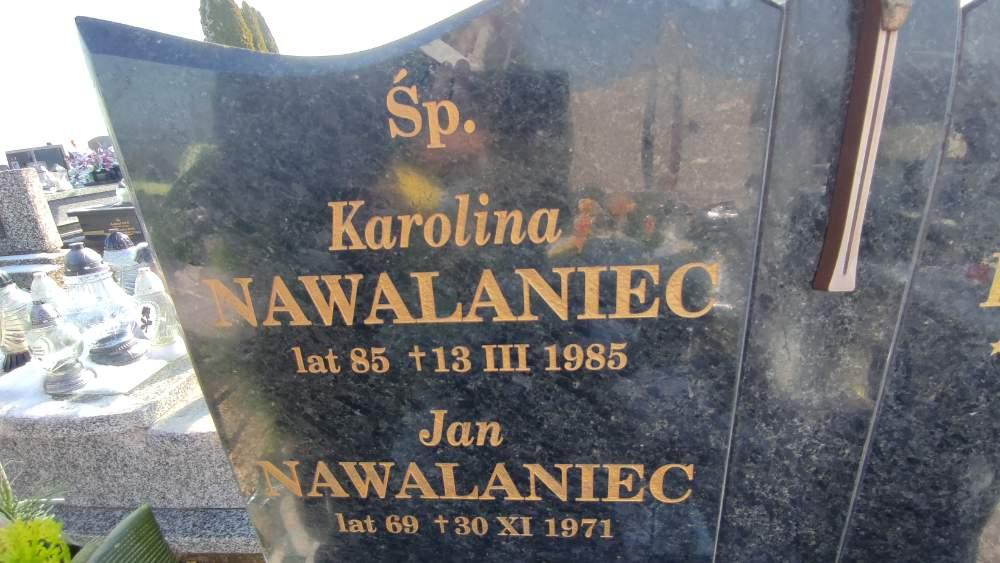 Śp.
Karolina
NAWALANIEC
lat 85 † 13 III 1985
Jan
NAWALANIEC
lat 69 † 30 XI 1971